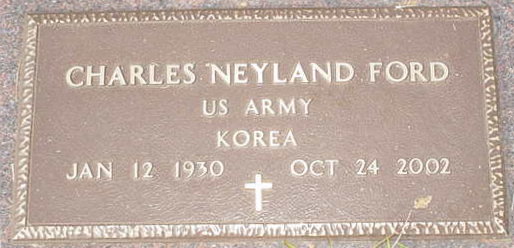 CHARLES NEYLAND FORD
US ARMY
KOREA
JAN 12 1930 OCT 24 2002